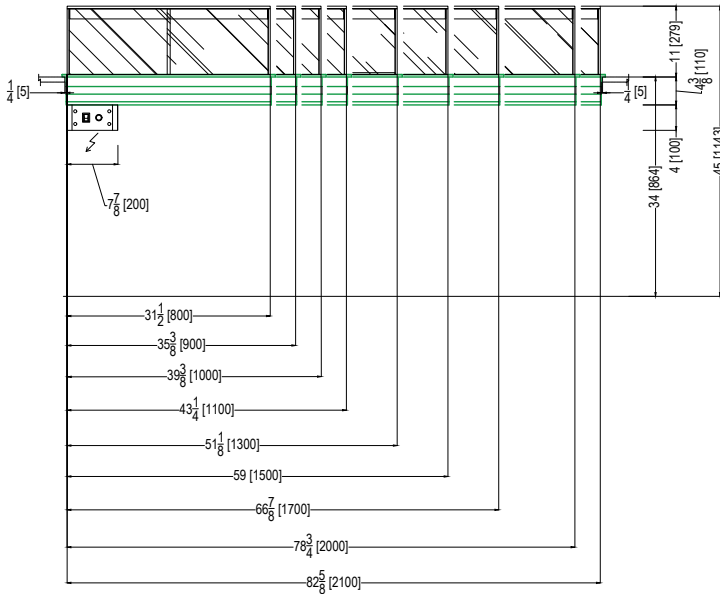 11 [279]
4 3/8 [110]
1/4 [5]
1/4 [5]
4 [100]
45 [1143]
34 [864]
7 7/8 [200]
31 1/2 [800]
35 3/8 [900]
39 3/8 [1000]
43 1/4 [1100]
51 1/8 [1300]
59 [1500]
66 7/8 [1700]
78 3/4 [2000]
82 5/8 [2100]